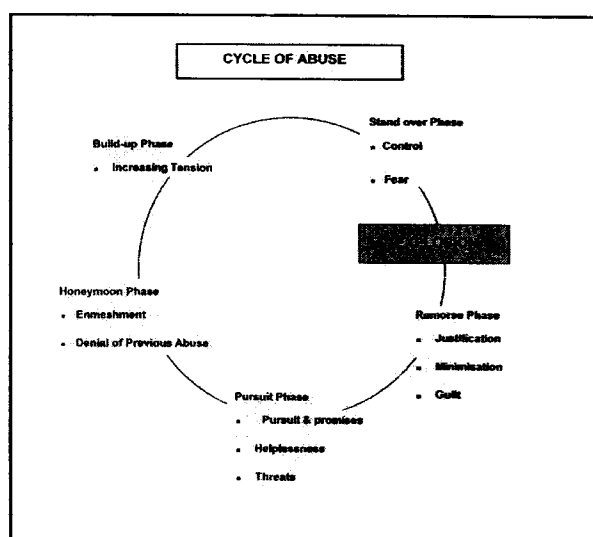 CYCLE OF ABUSE
Stand over Phase
• Control
• Fear
Build-up Phase
• Increasing Tension
Honeymoon Phase
• Enmeshment
• Denial of Previous Abuse
Remorse Phase
• Justification
• Minimisation
• Guilt
Pursuit Phase
• Pursuit & promises
• Helplessness
• Threats